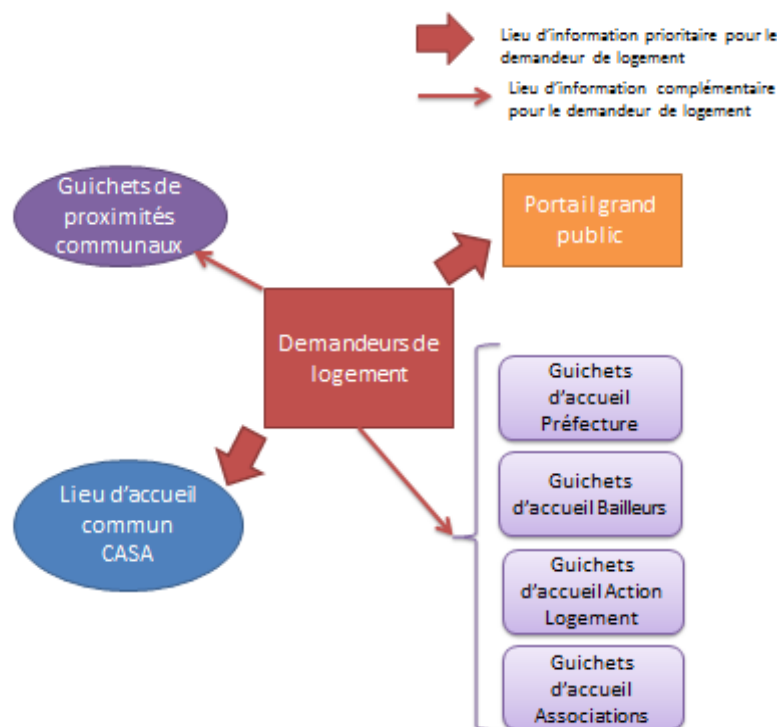 Lieu d'information prioritaire pour le
demandeur de logement
Lieu d'information complémentaire
pour le demandeur de logement
Guichets de
proximités
communaux
Portail grand
public
Demandeurs de
logement
Guichets
d'accueil
Préfecture
Guichets
d'accueil Bailleurs
Lieu d'accueil
commun
CASA
Guichets
d'accueil Action
Logement
Guichets
d'accueil
Associations